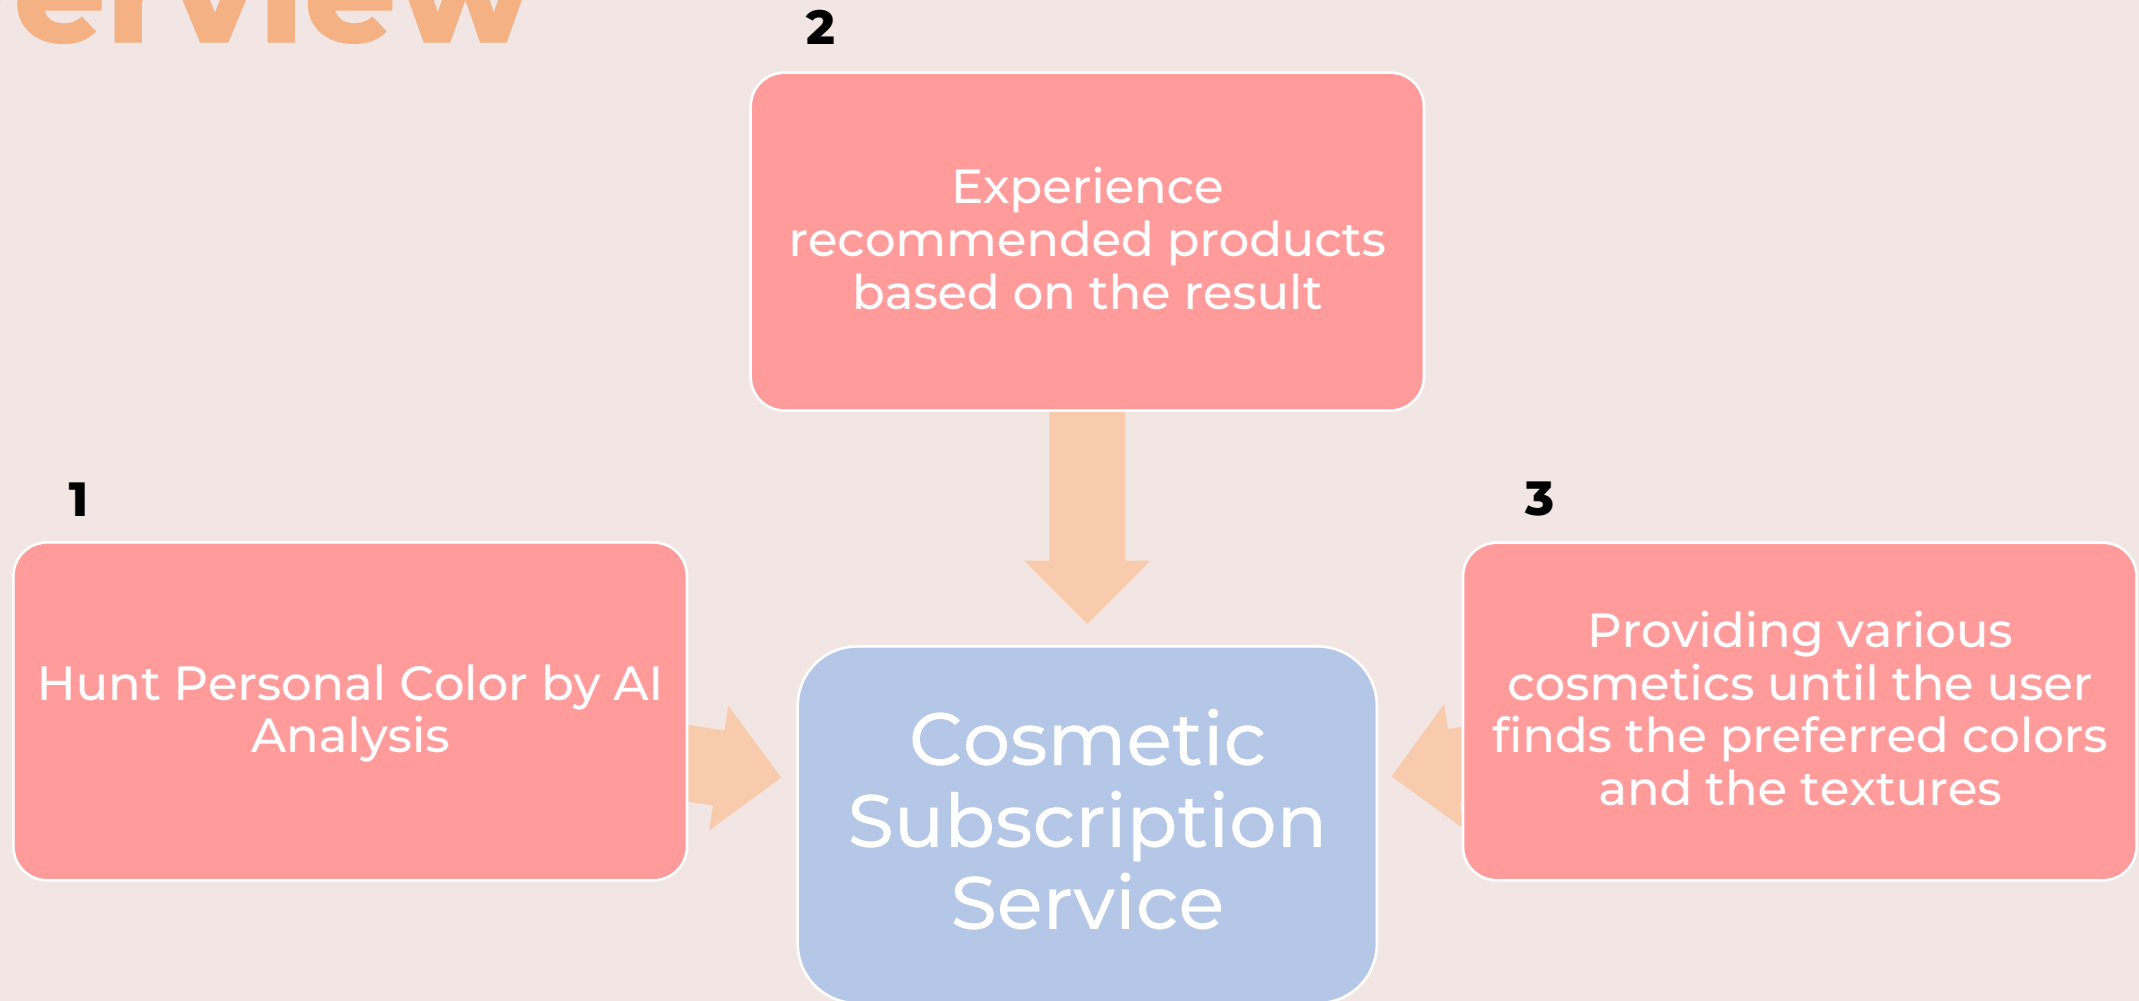 erview
2
Experience
recommended products
based on the result
1
Hunt Personal Color by AI
Analysis
3
Providing various
cosmetics until the user
finds the preferred colors
and the textures
Cosmetic
Subscription
Service